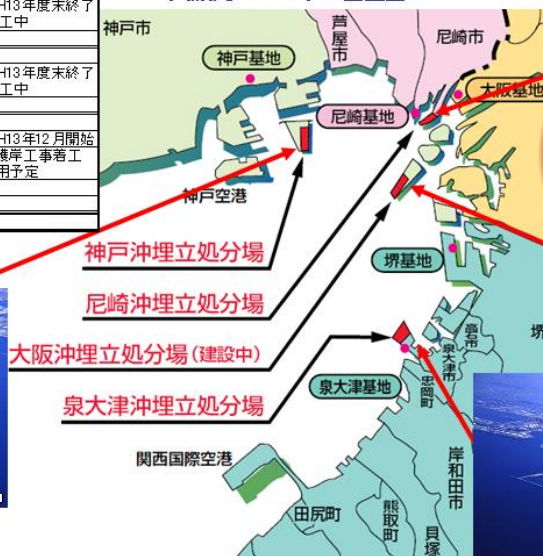 H13年度末終了
工中
H13年度末終了
工中
H13年12月開始
護岸工事着工
用予定
神戸市
芦屋市
尼崎市
神戸基地
大阪基地
尼崎基地
神戸空港
神戸沖埋立処分場
堺基地
尼崎沖埋立処分場
大阪沖埋立処分場(建設中)
高石市
泉大津市
忠岡町
泉大津沖埋立処分場
泉大津基地
関西国際空港
岸和田市
田尻町
熊取町
貝塚
堺